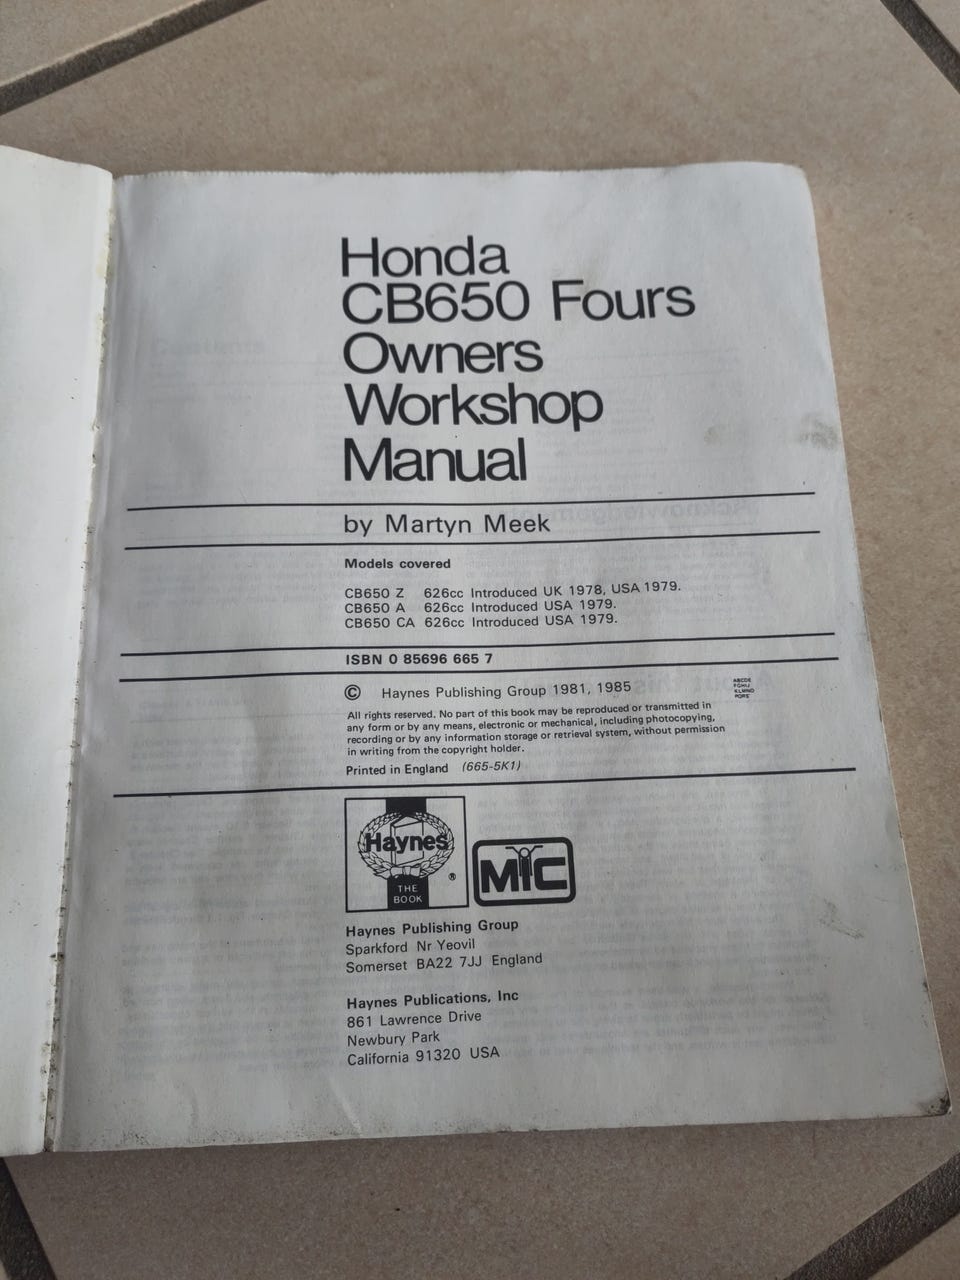 Honda
CB650 Fours
Owners
Workshop
Manual
by Martyn Meek
Models covered
CB650 Z 626cc Introduced UK 1978, USA 1979.
CB650 A 626cc Introduced USA 1979.
CB650 CA 626cc Introduced USA 1979.
ISBN 0 85696 665 7
© Haynes Publishing Group 1981, 1985
ABCDE
FGHIJ
KLMNO
PQRS
All rights reserved. No part of this book may be reproduced or transmitted in
any form or by any means, electronic or mechanical, including photocopying,
recording or by any information storage or retrieval system, without permission
in writing from the copyright holder.
Printed in England (665-5K1)
Haynes
®
THE
BOOK
MTC
Haynes Publishing Group
Sparkford Nr Yeovil
Somerset BA22 7JJ England
Haynes Publications, Inc
861 Lawrence Drive
Newbury Park
California 91320 USA